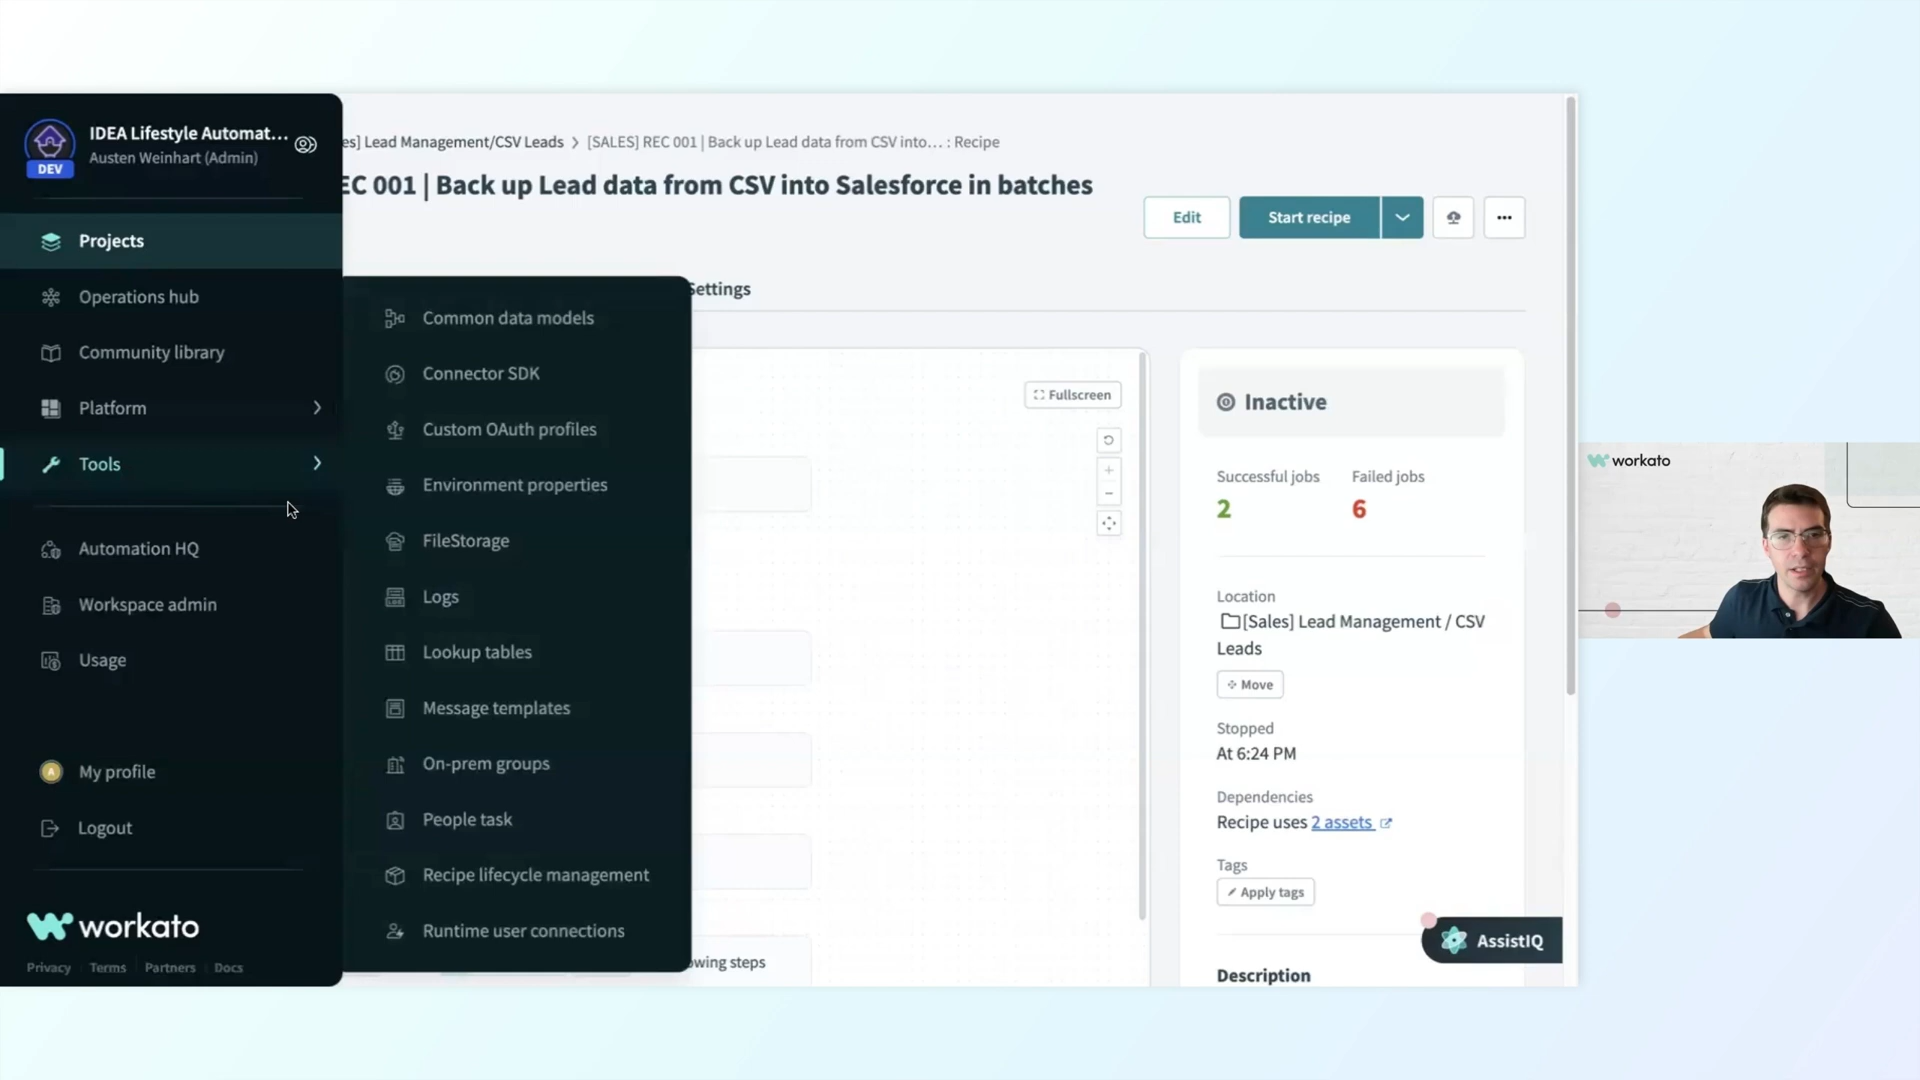 IDEA Lifestyle Automat...
Austen Weinhart (Admin)
DEV
Projects
Operations hub
Community library
Platform
Tools
Automation HQ
Workspace admin
Usage
A
My profile
Logout
workato
Privacy Terms Partners Docs
Common data models
Connector SDK
Custom OAuth profiles
Environment properties
FileStorage
Logs
Lookup tables
Message templates
On-prem groups
People task
Recipe lifecycle management
Runtime user connections
es] Lead Management/CSV Leads > [SALES] REC 001 | Back up Lead data from CSV into... : Recipe
EC 001 | Back up Lead data from CSV into Salesforce in batches
Edit
Start recipe
Settings
Fullscreen
owing steps
Inactive
Successful jobs Failed jobs
2 6
Location
[Sales] Lead Management / CSV
Leads
Move
Stopped
At 6:24 PM
Dependencies
Recipe uses 2 assets
Tags
Apply tags
AssistIQ
Description
workato